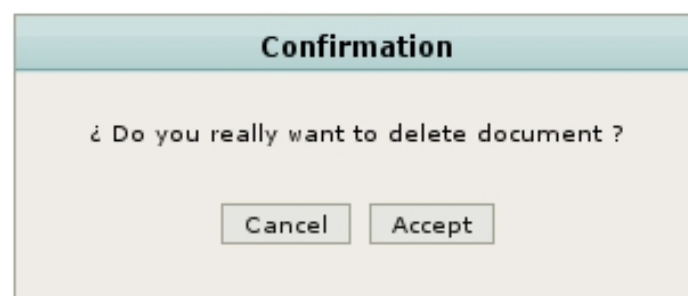 Confirmation
¿ Do you really want to delete document ?
Cancel Accept